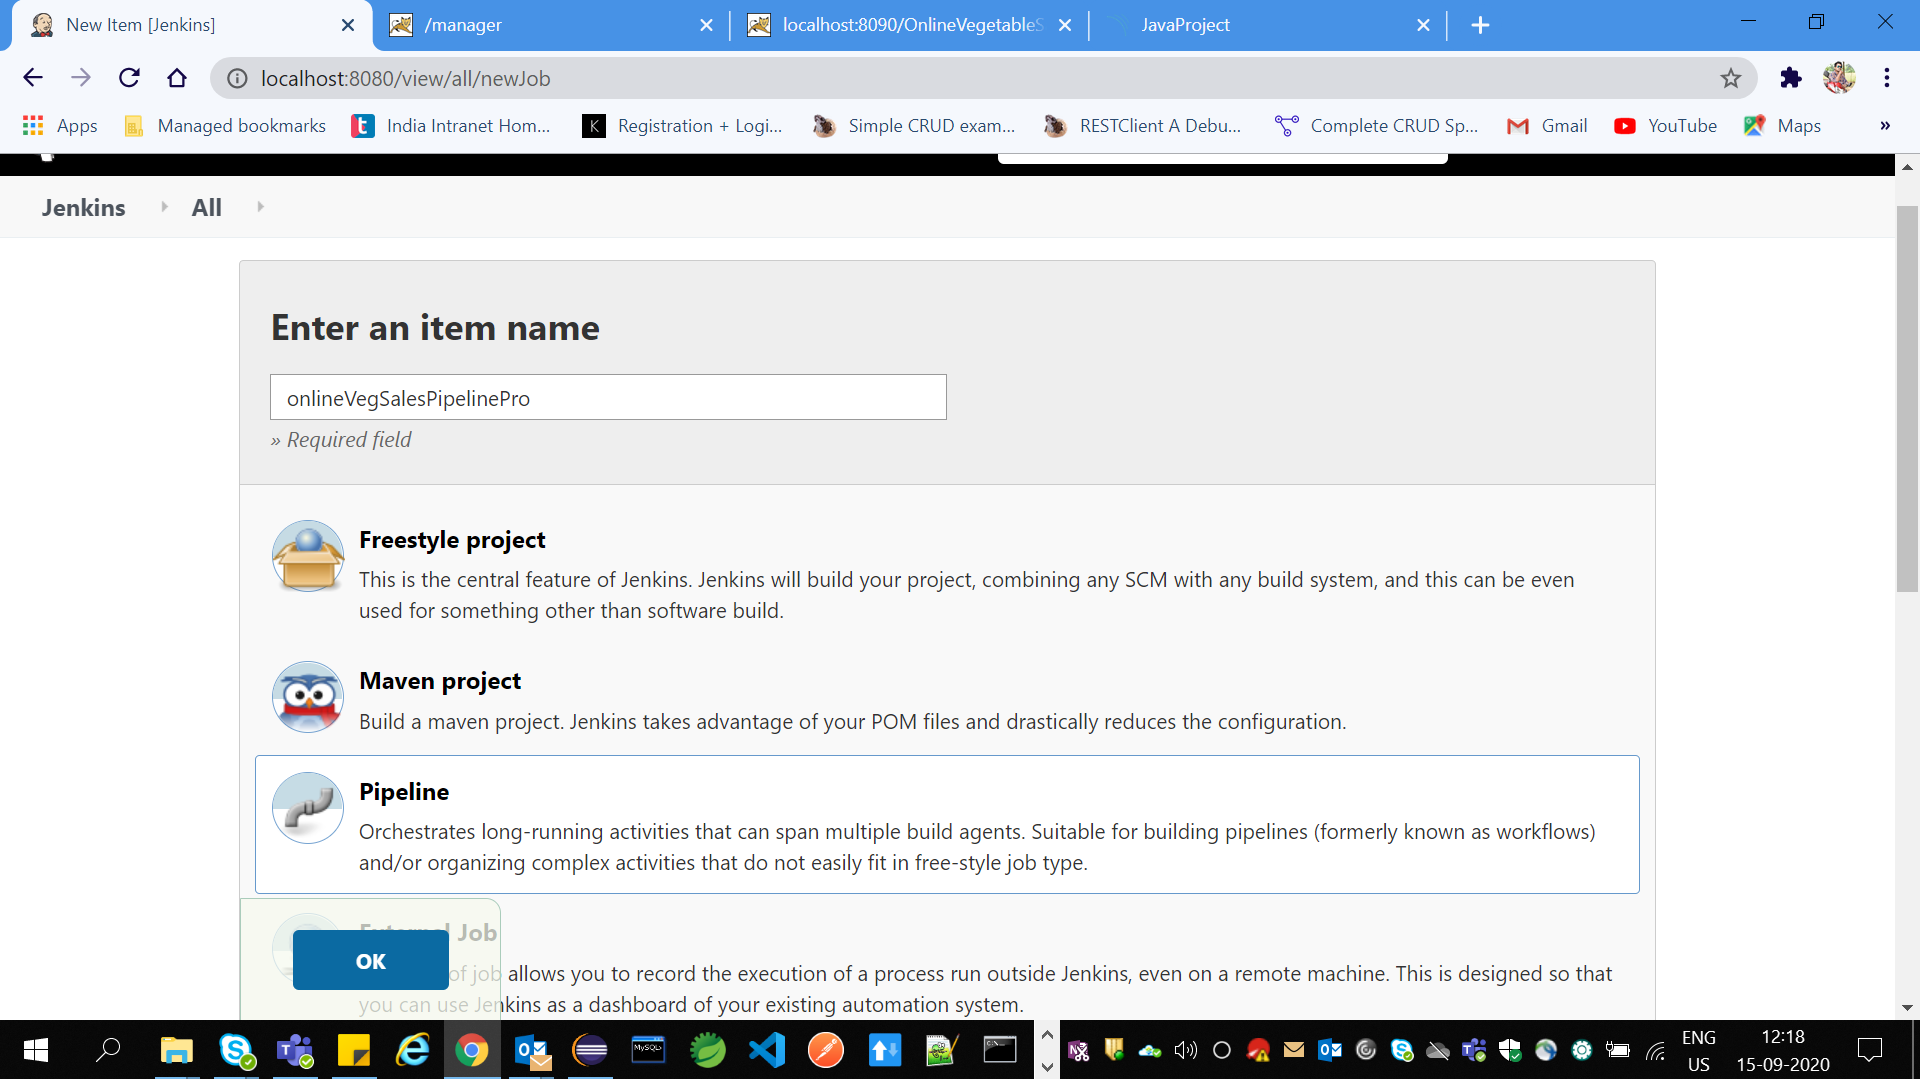 New Item [Jenkins]
/manager
localhost:8090/OnlineVegetableS
JavaProject
localhost:8080/view/all/newJob
Apps
Managed bookmarks
India Intranet Hom...
Registration + Logi...
Simple CRUD exam...
RESTClient A Debu...
Complete CRUD Sp...
Gmail
YouTube
Maps
»
Jenkins
All
Enter an item name
onlineVegSalesPipelinePro
» Required field
Freestyle project
This is the central feature of Jenkins. Jenkins will build your project, combining any SCM with any build system, and this can be even
used for something other than software build.
Maven project
Build a maven project. Jenkins takes advantage of your POM files and drastically reduces the configuration.
Pipeline
Orchestrates long-running activities that can span multiple build agents. Suitable for building pipelines (formerly known as workflows)
and/or organizing complex activities that do not easily fit in free-style job type.
External Job
OK
of job allows you to record the execution of a process run outside Jenkins, even on a remote machine. This is designed so that
you can use Jenkins as a dashboard of your existing automation system.
MySQL
ENG
US
12:18
15-09-2020